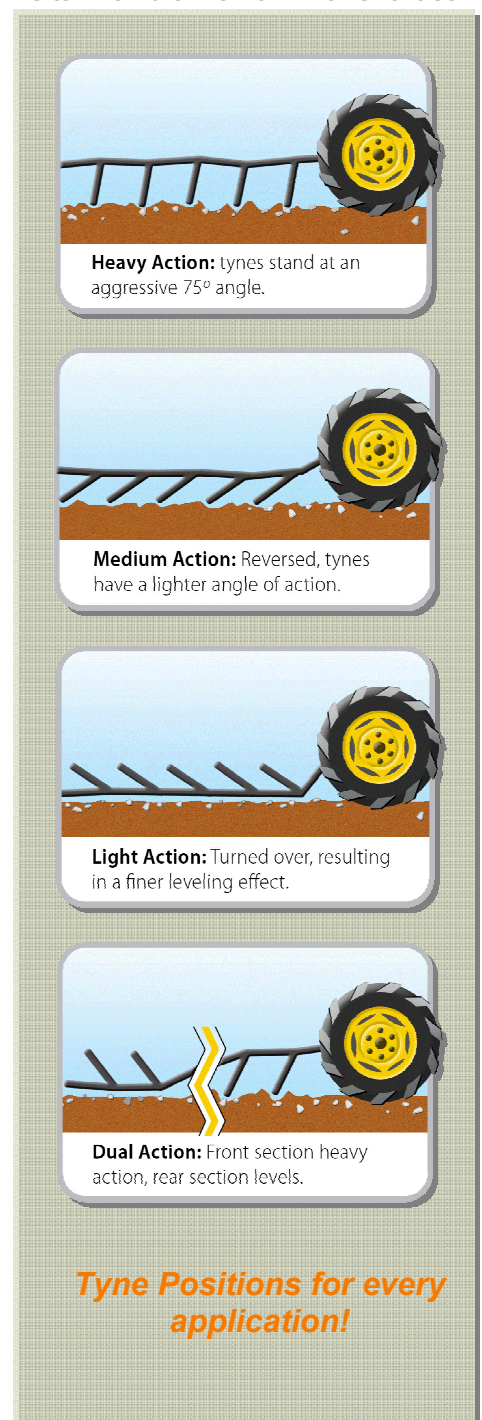 Heavy Action: tynes stand at an
aggressive 75º angle.
Medium Action: Reversed, tynes
have a lighter angle of action.
Light Action: Turned over, resulting
in a finer leveling effect.
Dual Action: Front section heavy
action, rear section levels.
Tyne Positions for every
application!